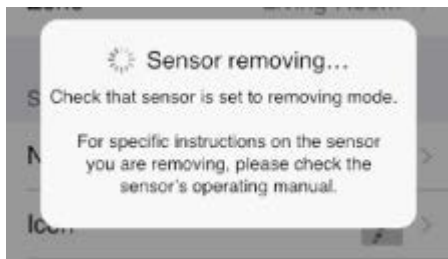 Sensor removing...
Check that sensor is set to removing mode.
For specific instructions on the sensor
you are removing, please check the
sensor's operating manual.
Icon